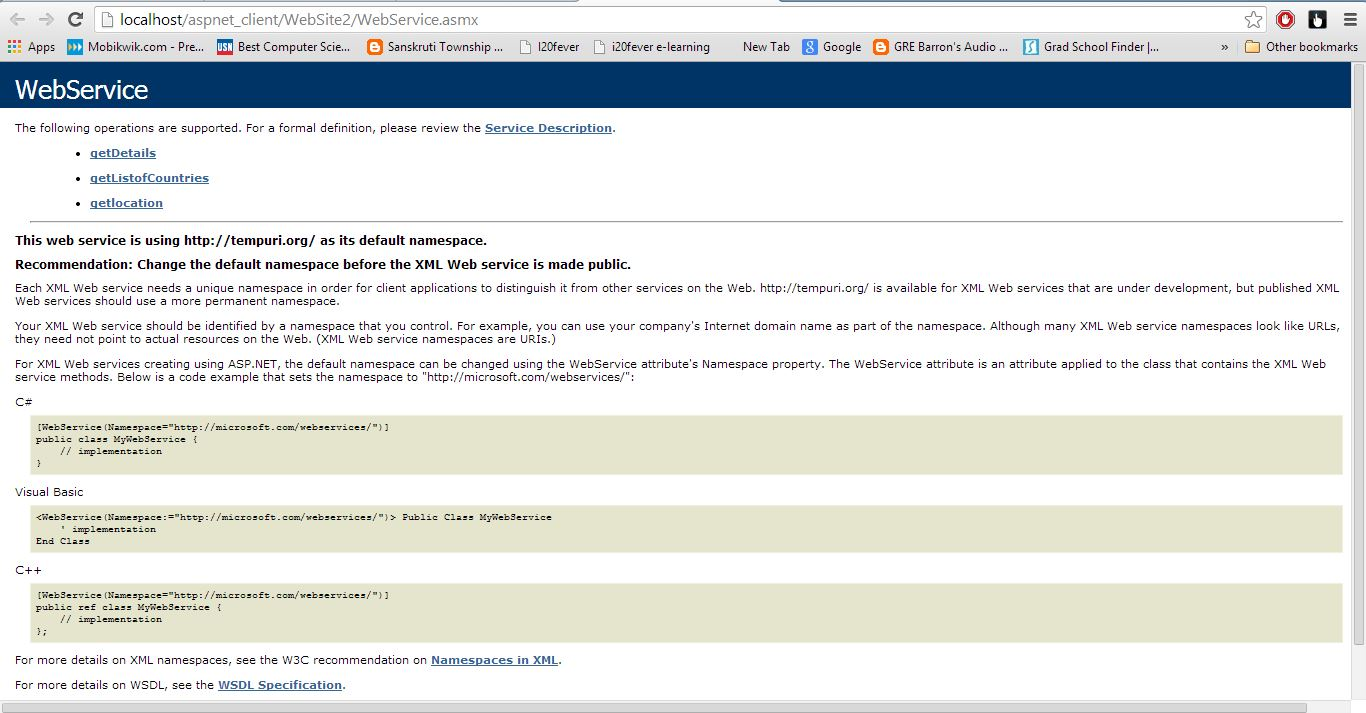 localhost/aspnet_client/WebSite2/WebService.asmx
Apps Mobikwik.com - Pre... USN Best Computer Scie... Sanskruti Township ... I20fever i20fever e-learning New Tab Google GRE Barron's Audio ... Grad School Finder |... » Other bookmarks
WebService
The following operations are supported. For a formal definition, please review the Service Description.
• getDetails
• getListofCountries
• getlocation
This web service is using http://tempuri.org/ as its default namespace.
Recommendation: Change the default namespace before the XML Web service is made public.
Each XML Web service needs a unique namespace in order for client applications to distinguish it from other services on the Web. http://tempuri.org/ is available for XML Web services that are under development, but published XML
Web services should use a more permanent namespace.
Your XML Web service should be identified by a namespace that you control. For example, you can use your company's Internet domain name as part of the namespace. Although many XML Web service namespaces look like URLs,
they need not point to actual resources on the Web. (XML Web service namespaces are URIs.)
For XML Web services creating using ASP.NET, the default namespace can be changed using the WebService attribute's Namespace property. The WebService attribute is an attribute applied to the class that contains the XML Web
service methods. Below is a code example that sets the namespace to "http://microsoft.com/webservices/":
C#
[WebService(Namespace="http://microsoft.com/webservices/")]
public class MyWebService {
// implementation
}
Visual Basic
<WebService(Namespace:="http://microsoft.com/webservices/")> Public Class MyWebService
' implementation
End Class
C++
[WebService(Namespace="http://microsoft.com/webservices/")]
public ref class MyWebService {
// implementation
};
For more details on XML namespaces, see the W3C recommendation on Namespaces in XML.
For more details on WSDL, see the WSDL Specification.